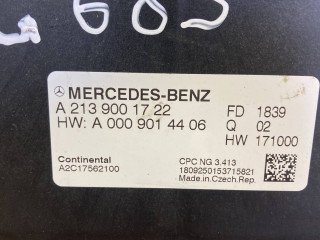 MERCEDES-BENZ
A 213 900 17 22 FD 1839
HW: A 000 901 44 06 Q 02
HW 171000
Continental CPC NG 3.413
A2C17562100 1809250153715821
Made in Czech.Rep.